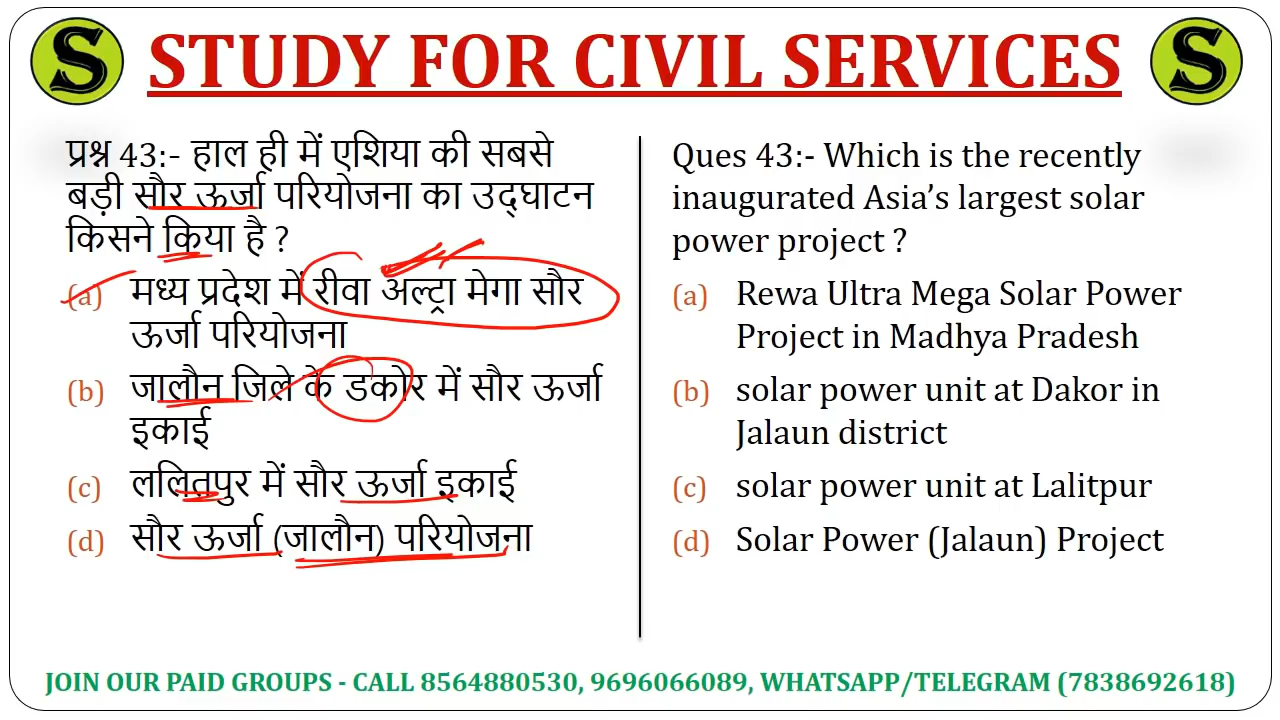 S STUDY FOR CIVIL SERVICES S
प्रश्न 43:- हाल ही में एशिया की सबसे
बड़ी सौर ऊर्जा परियोजना का उद्घाटन
किसने किया है ?
(a) मध्य प्रदेश में रीवा अल्ट्रा मेगा सौर
ऊर्जा परियोजना
(b) जालौन जिले के डकोर में सौर ऊर्जा
इकाई
(c) ललितपुर में सौर ऊर्जा इकाई
(d) सौर ऊर्जा (जालौन) परियोजना
Ques 43:- Which is the recently
inaugurated Asia’s largest solar
power project ?
(a) Rewa Ultra Mega Solar Power
Project in Madhya Pradesh
(b) solar power unit at Dakor in
Jalaun district
(c) solar power unit at Lalitpur
(d) Solar Power (Jalaun) Project
JOIN OUR PAID GROUPS - CALL 8564880530, 9696066089, WHATSAPP/TELEGRAM (7838692618)